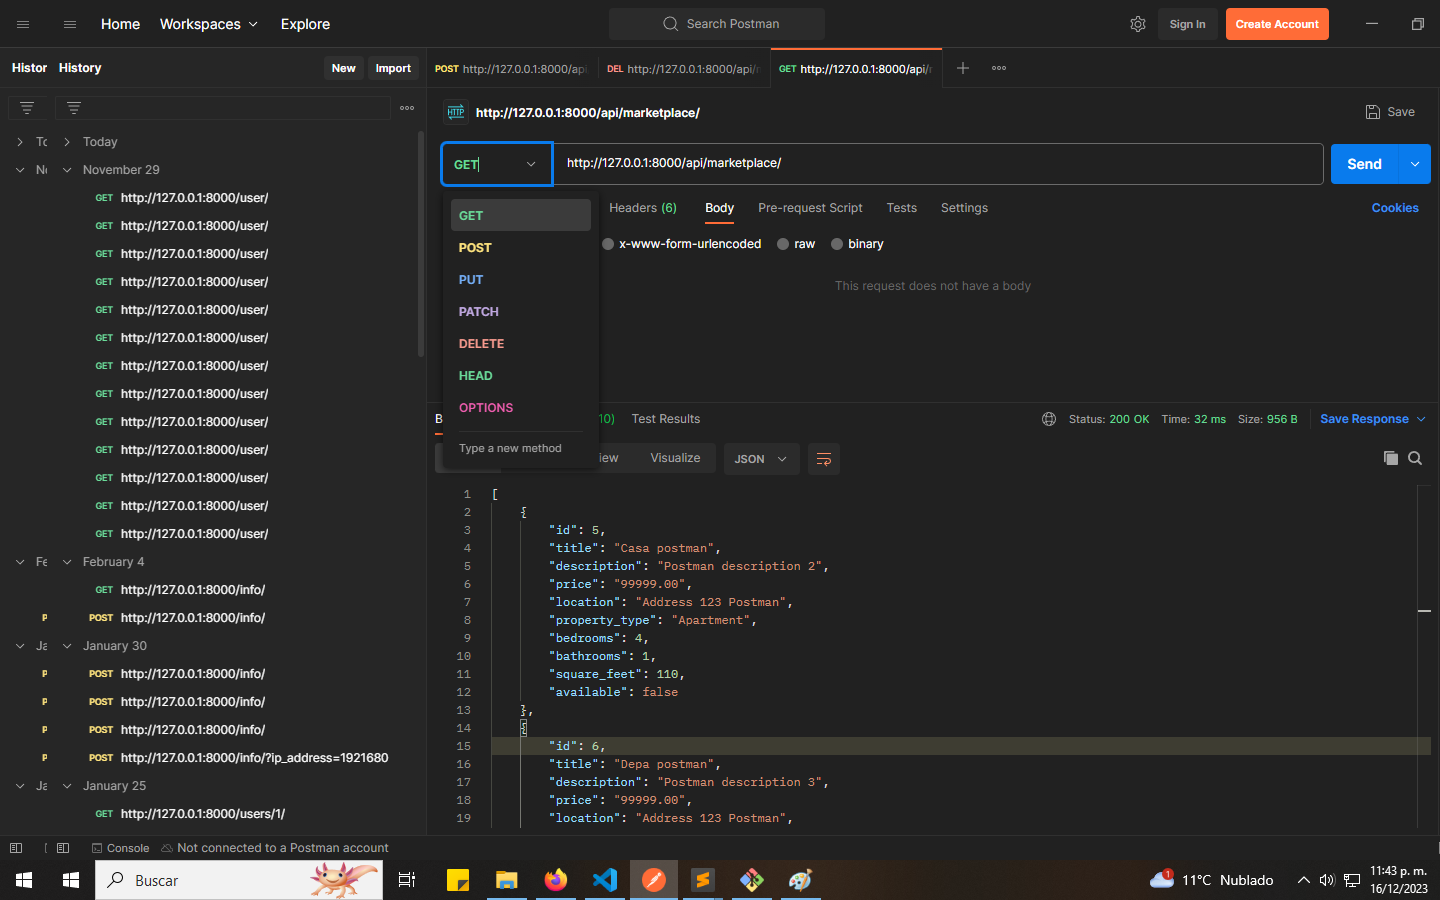 Home Workspaces Explore Search Postman Sign In Create Account
Histor History New Import
POST http://127.0.0.1:8000/api DEL http://127.0.0.1:8000/api/ GET http://127.0.0.1:8000/api/
HTTP http://127.0.0.1:8000/api/marketplace/ Save
GET http://127.0.0.1:8000/api/marketplace/ Send
Headers (6) Body Pre-request Script Tests Settings Cookies
x-www-form-urlencoded raw binary
This request does not have a body
GET
POST
PUT
PATCH
DELETE
HEAD
OPTIONS
Type a new method
Today
November 29
GET http://127.0.0.1:8000/user/
GET http://127.0.0.1:8000/user/
GET http://127.0.0.1:8000/user/
GET http://127.0.0.1:8000/user/
GET http://127.0.0.1:8000/user/
GET http://127.0.0.1:8000/user/
GET http://127.0.0.1:8000/user/
GET http://127.0.0.1:8000/user/
GET http://127.0.0.1:8000/user/
GET http://127.0.0.1:8000/user/
GET http://127.0.0.1:8000/user/
GET http://127.0.0.1:8000/user/
GET http://127.0.0.1:8000/user/
February 4
GET http://127.0.0.1:8000/info/
POST http://127.0.0.1:8000/info/
January 30
POST http://127.0.0.1:8000/info/
POST http://127.0.0.1:8000/info/
POST http://127.0.0.1:8000/info/
POST http://127.0.0.1:8000/info/?ip_address=1921680
January 25
GET http://127.0.0.1:8000/users/1/
B 10) Test Results Status: 200 OK Time: 32 ms Size: 956 B Save Response
iew Visualize JSON
1 [
2 {
3 "id": 5,
4 "title": "Casa postman",
5 "description": "Postman description 2",
6 "price": "99999.00",
7 "location": "Address 123 Postman",
8 "property_type": "Apartment",
9 "bedrooms": 4,
10 "bathrooms": 1,
11 "square_feet": 110,
12 "available": false
13 },
14 {
15 "id": 6,
16 "title": "Depa postman",
17 "description": "Postman description 3",
18 "price": "99999.00",
19 "location": "Address 123 Postman",
Console Not connected to a Postman account
Buscar 1 11°C Nublado 11:43 p. m.
16/12/2023